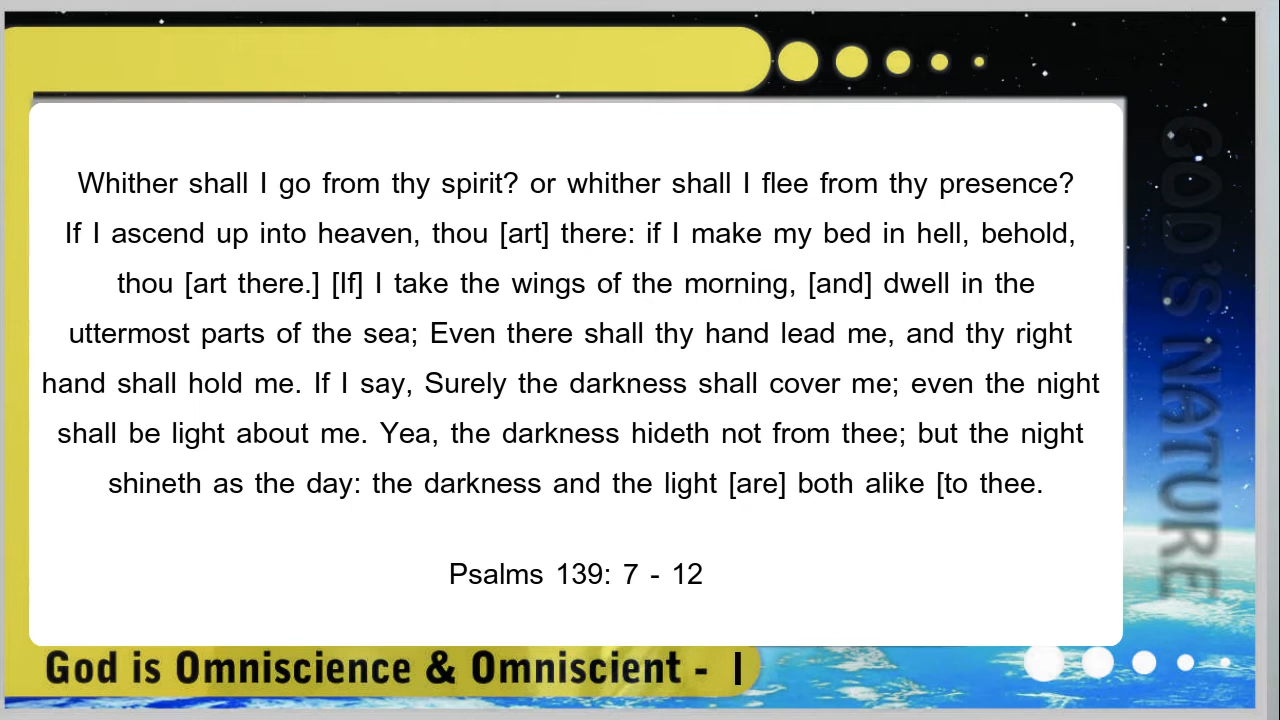 Whither shall I go from thy spirit? or whither shall I flee from thy presence?
If I ascend up into heaven, thou [art] there: if I make my bed in hell, behold,
thou [art there.] [If] I take the wings of the morning, [and] dwell in the
uttermost parts of the sea; Even there shall thy hand lead me, and thy right
hand shall hold me. If I say, Surely the darkness shall cover me; even the night
shall be light about me. Yea, the darkness hideth not from thee; but the night
shineth as the day: the darkness and the light [are] both alike [to thee.
Psalms 139: 7 - 12
God is Omniscience & Omniscient - I
GOD'S NATURE